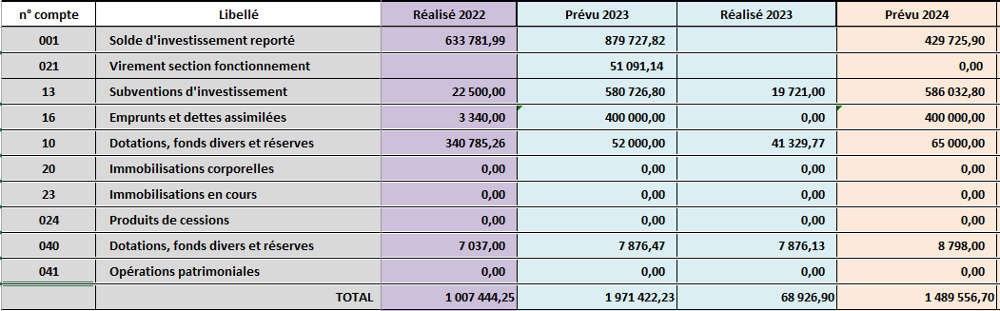 n° compte Libellé Réalisé 2022 Prévu 2023 Réalisé 2023 Prévu 2024
001 Solde d'investissement reporté 633 781,99 879 727,82 429 725,90
021 Virement section fonctionnement 51 091,14 0,00
13 Subventions d'investissement 22 500,00 580 726,80 19 721,00 586 032,80
16 Emprunts et dettes assimilées 3 340,00 400 000,00 0,00 400 000,00
10 Dotations, fonds divers et réserves 340 785,26 52 000,00 41 329,77 65 000,00
20 Immobilisations corporelles 0,00 0,00 0,00 0,00
23 Immobilisations en cours 0,00 0,00 0,00 0,00
024 Produits de cessions 0,00 0,00 0,00 0,00
040 Dotations, fonds divers et réserves 7 037,00 7 876,47 7 876,13 8 798,00
041 Opérations patrimoniales 0,00 0,00 0,00 0,00
TOTAL 1 007 444,25 1 971 422,23 68 926,90 1 489 556,70